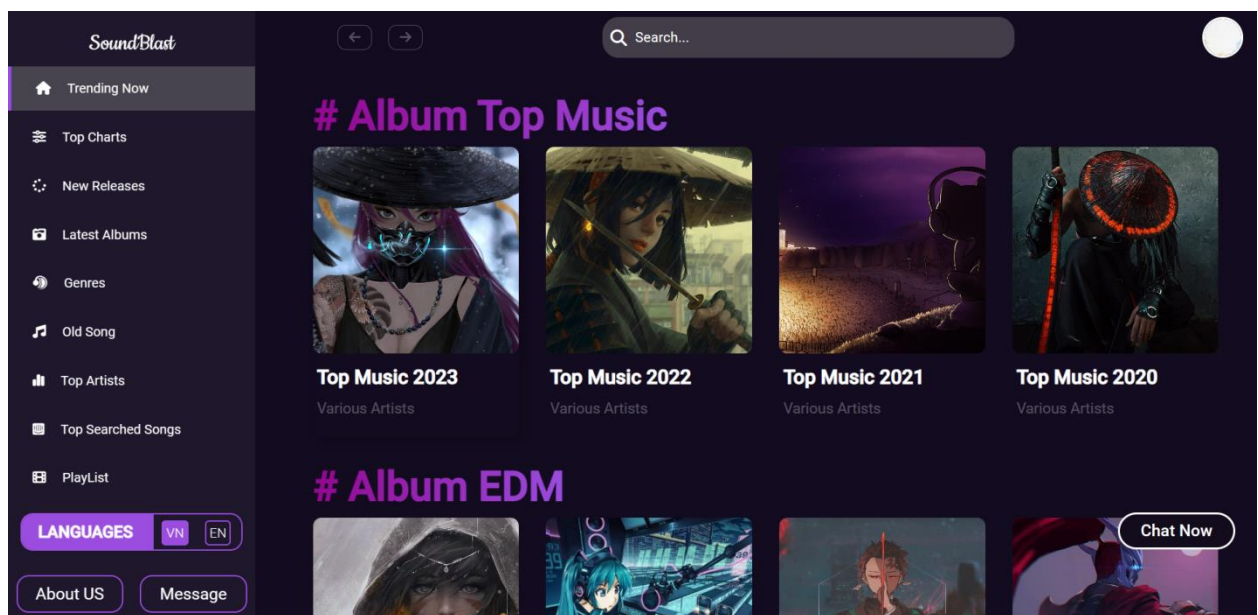 SoundBlast
Trending Now
Top Charts
New Releases
Latest Albums
Genres
Old Song
Top Artists
Top Searched Songs
PlayList
LANGUAGES VN EN
About US Message
Search...
# Album Top Music
Top Music 2023
Various Artists
Top Music 2022
Various Artists
Top Music 2021
Various Artists
Top Music 2020
Various Artists
# Album EDM
Chat Now